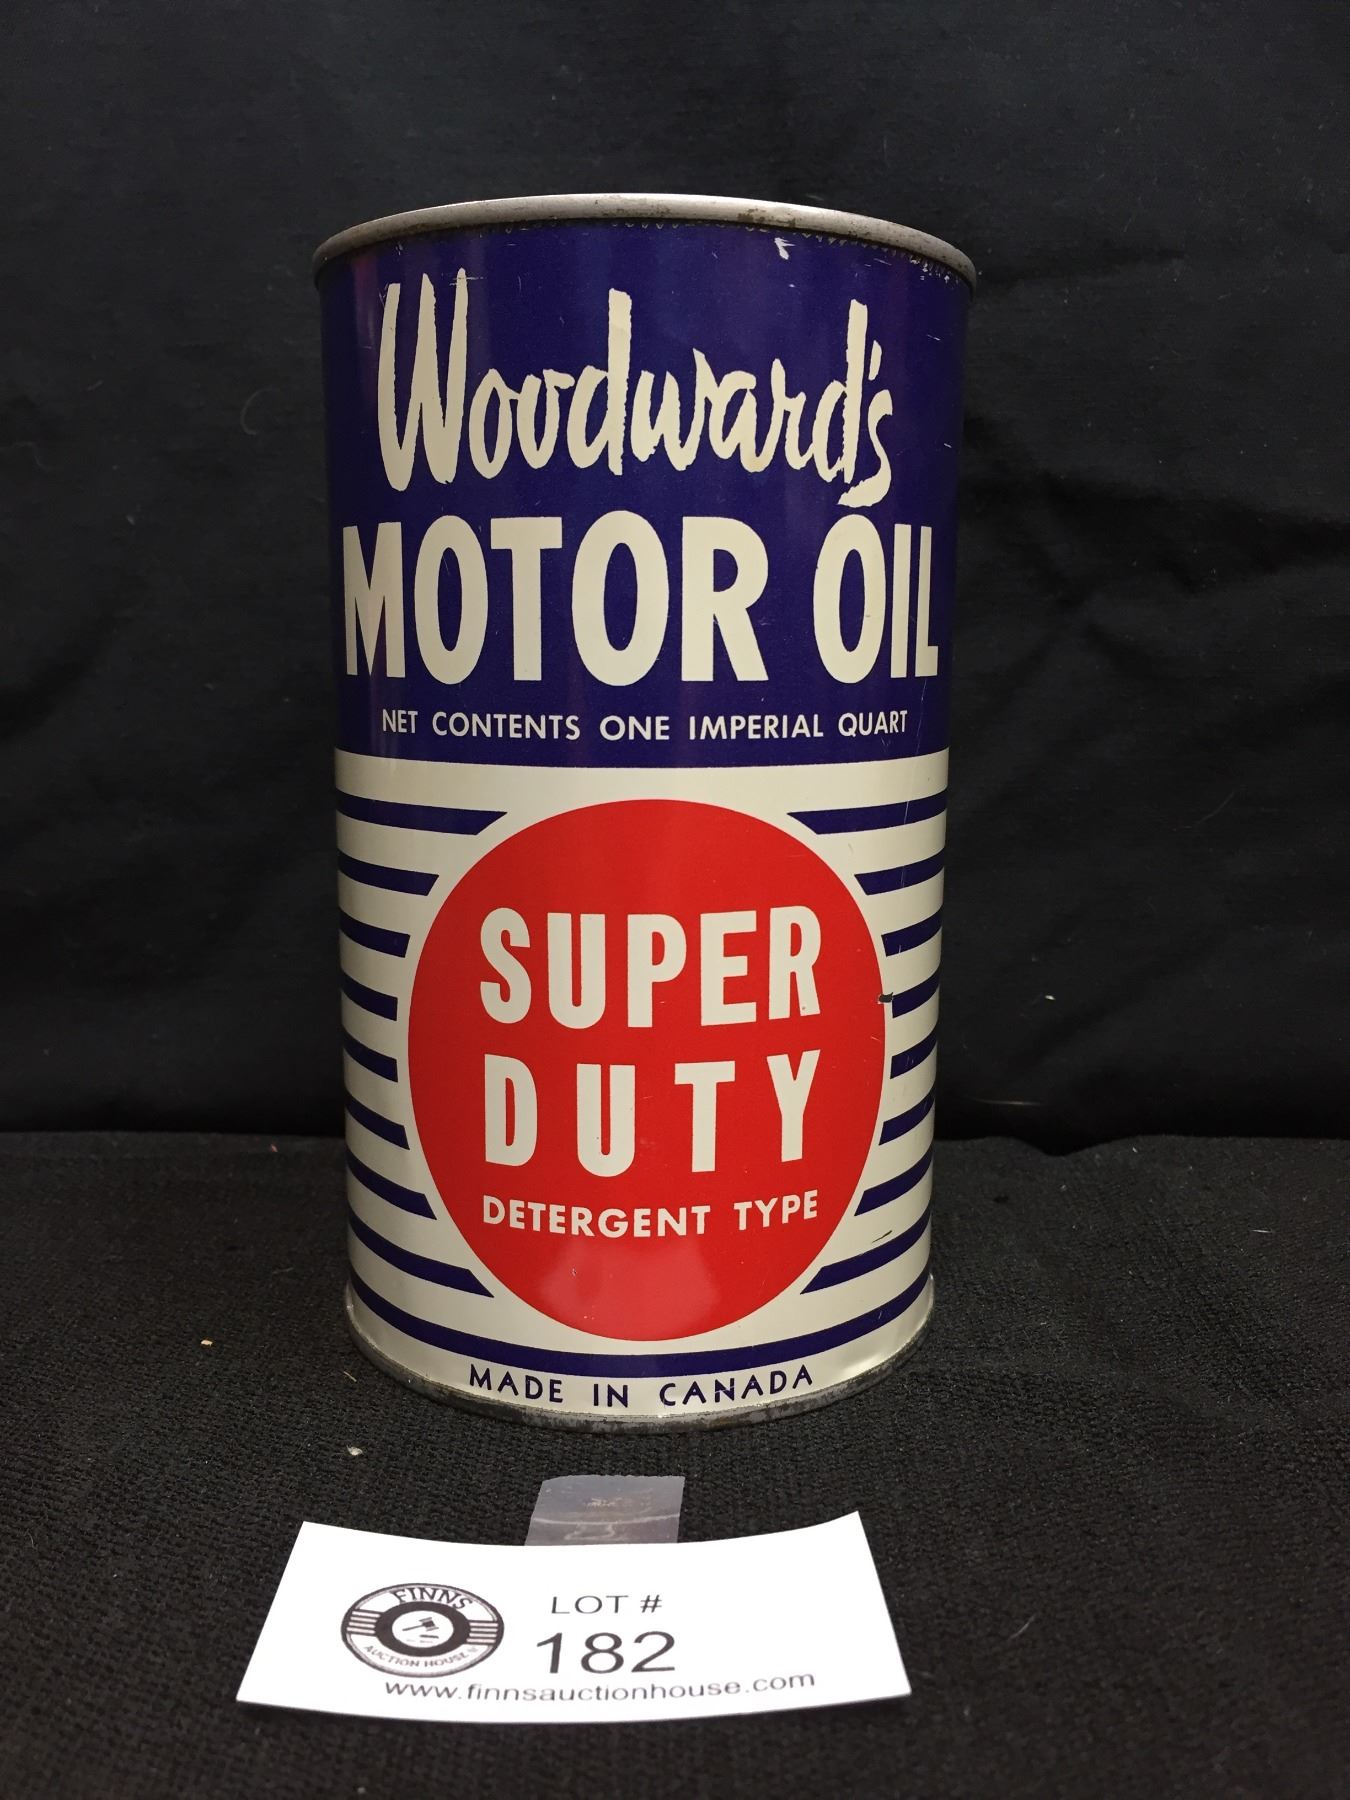 Woodward's
MOTOR OIL
NET CONTENTS ONE IMPERIAL QUART
SUPER
DUTY
DETERGENT TYPE
MADE IN CANADA
FINNS
AUCTION HOUSE
LOT #
182
www.finnsauctionhouse.com